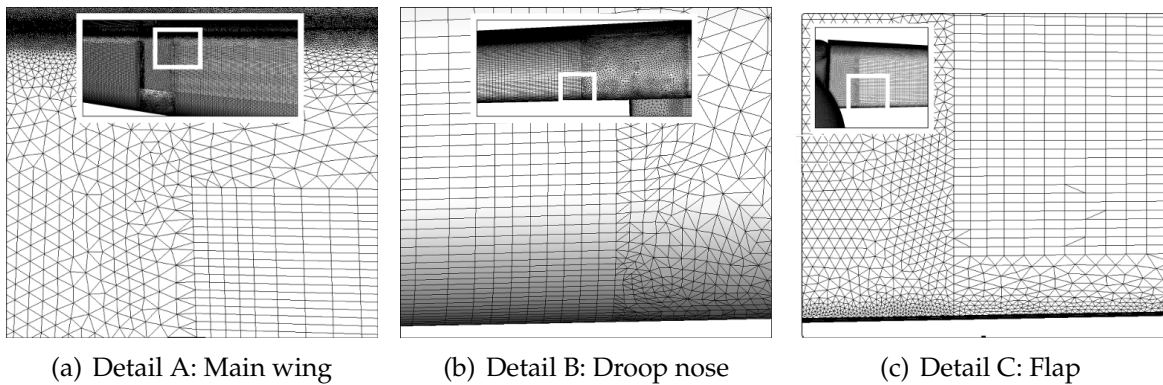 (a) Detail A: Main wing
(b) Detail B: Droop nose
(c) Detail C: Flap